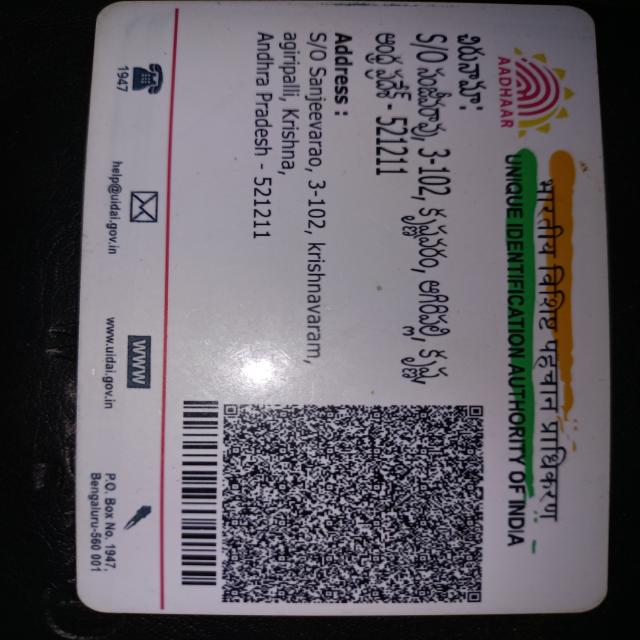 भारतीय विशिष्ट पहचान प्राधिकरण
UNIQUE IDENTIFICATION AUTHORITY OF INDIA
AADHAAR
చిరునామా:
S/O సంజీవరావు, 3-102, కృష్ణవరం, ఆగిరిపల్లి, కృష్ణా
ఆంధ్ర ప్రదేశ్ - 521211
Address :
S/O Sanjeevarao, 3-102, krishnavaram,
agiripalli, Krishna,
Andhra Pradesh - 521211
1947
help@uidai.gov.in
WWW
www.uidai.gov.in
P.O. Box No. 1947,
Bengaluru-560 001